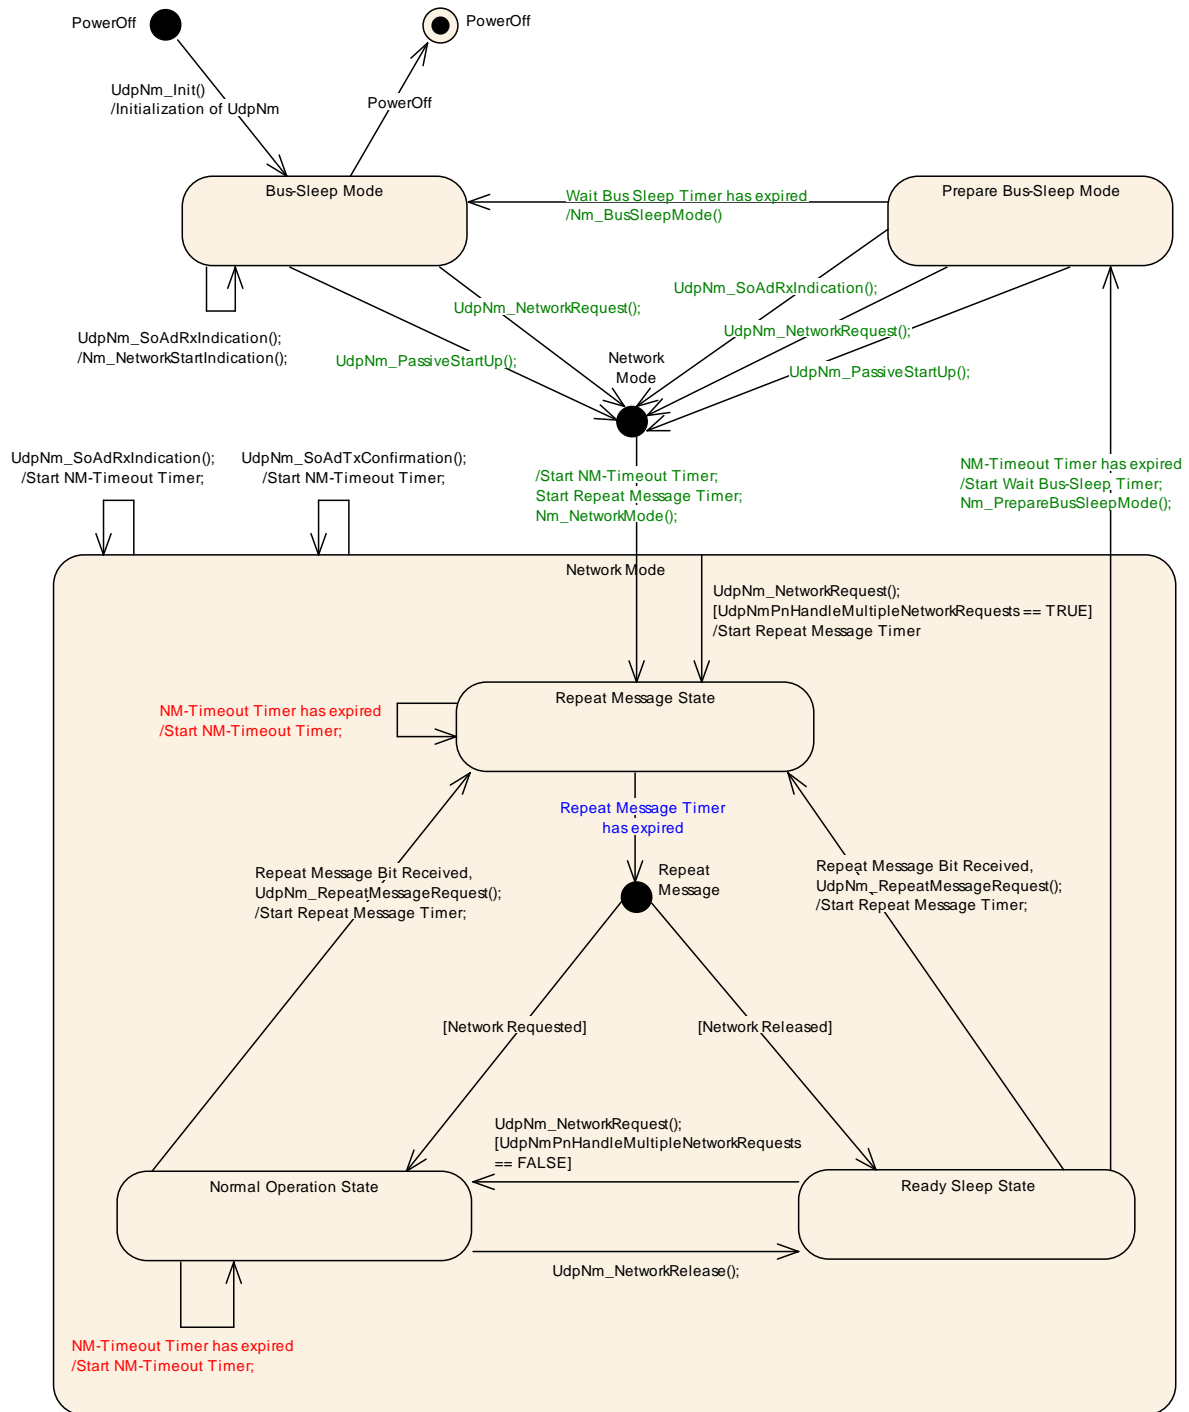 PowerOff
PowerOff
UdpNm_Init()
/Initialization of UdpNm
PowerOff
Bus-Sleep Mode
Prepare Bus-Sleep Mode
Wait Bus Sleep Timer has expired
/Nm_BusSleepMode()
UdpNm_SoAdRxIndication();
/Nm_NetworkStartIndication();
UdpNm_NetworkRequest();
UdpNm_PassiveStartUp();
UdpNm_SoAdRxIndication();
UdpNm_NetworkRequest();
UdpNm_PassiveStartUp();
Network
Mode
UdpNm_SoAdRxIndication();
/Start NM-Timeout Timer;
UdpNm_SoAdTxConfirmation();
/Start NM-Timeout Timer;
/Start NM-Timeout Timer;
Start Repeat Message Timer;
Nm_NetworkMode();
NM-Timeout Timer has expired
/Start Wait Bus-Sleep Timer;
Nm_PrepareBusSleepMode();
Network Mode
UdpNm_NetworkRequest();
[UdpNmPnHandleMultipleNetworkRequests == TRUE]
/Start Repeat Message Timer
Repeat Message State
NM-Timeout Timer has expired
/Start NM-Timeout Timer;
Repeat Message Timer
has expired
Repeat
Message
Repeat Message Bit Received,
UdpNm_RepeatMessageRequest();
/Start Repeat Message Timer;
Repeat Message Bit Received,
UdpNm_RepeatMessageRequest();
/Start Repeat Message Timer;
[Network Requested]
[Network Released]
UdpNm_NetworkRequest();
[UdpNmPnHandleMultipleNetworkRequests
== FALSE]
Normal Operation State
Ready Sleep State
UdpNm_NetworkRelease();
NM-Timeout Timer has expired
/Start NM-Timeout Timer;